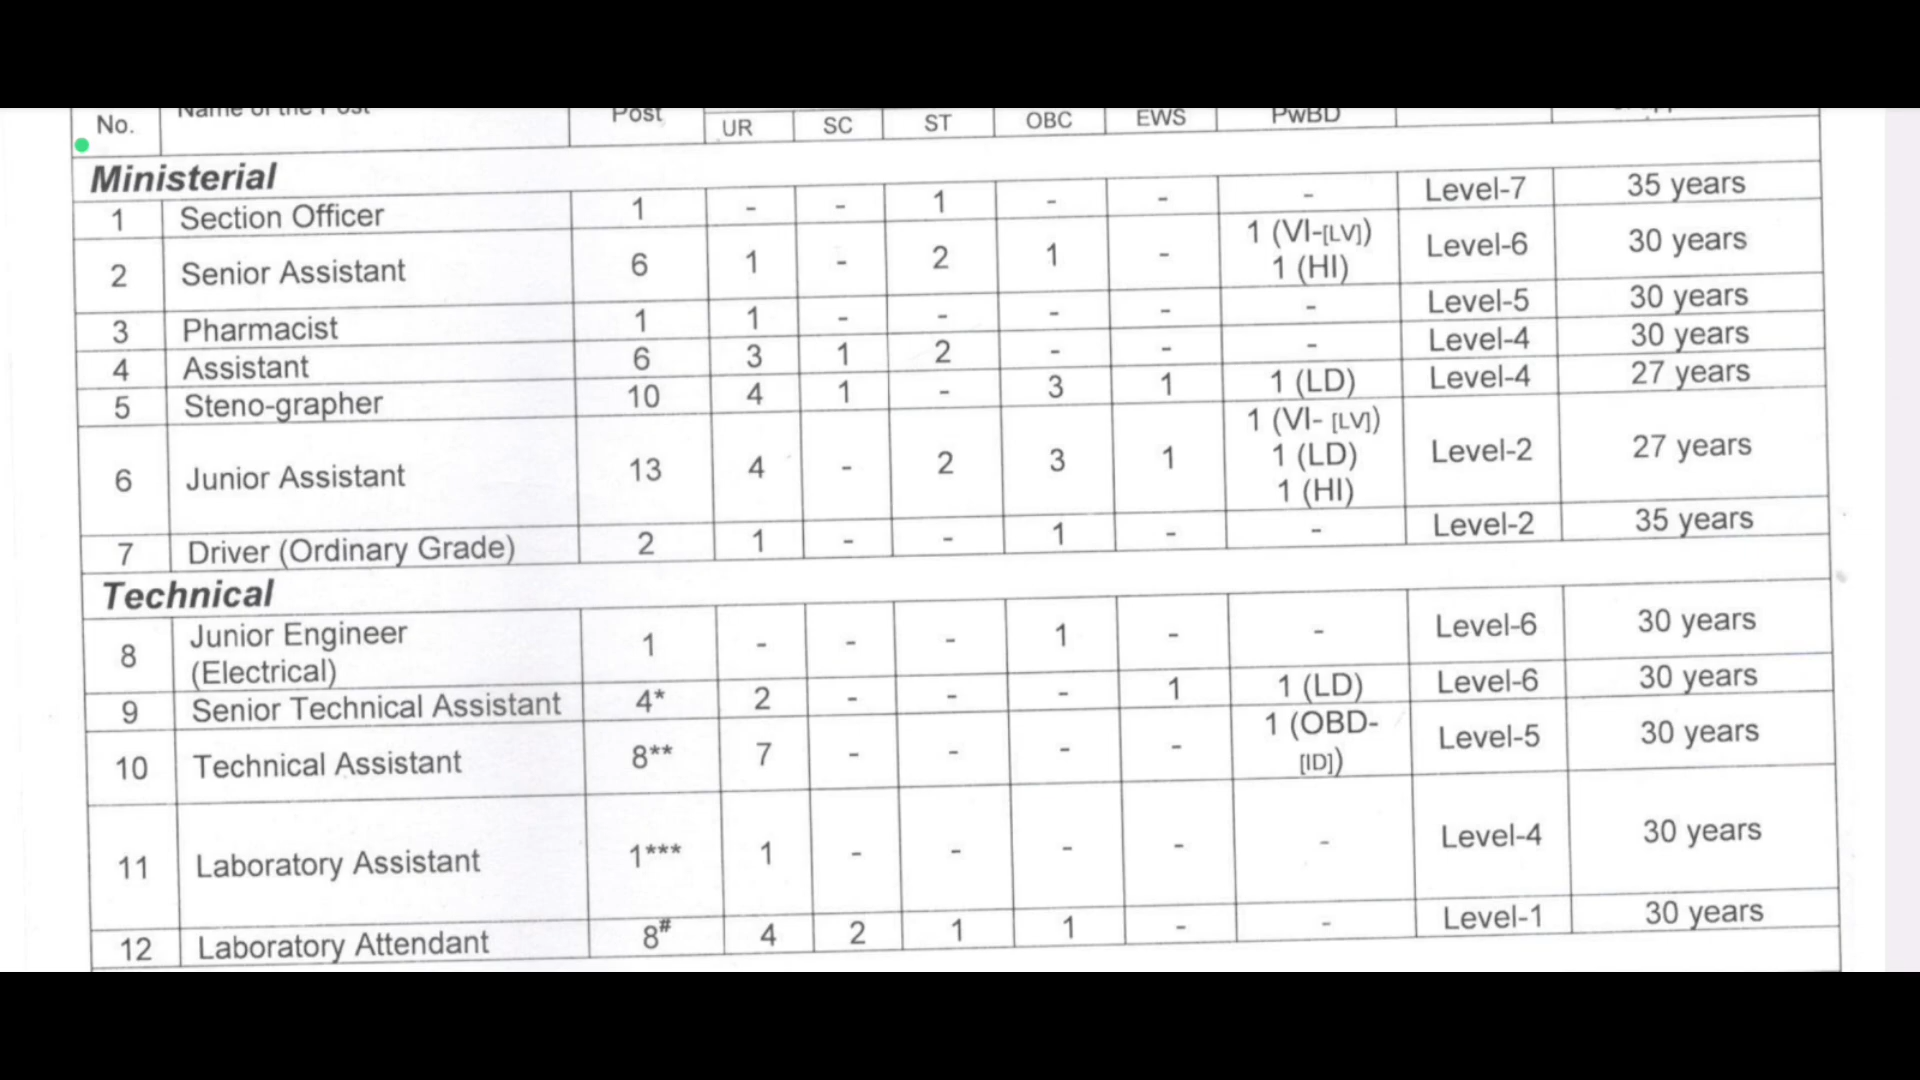 No. Name of the Post Post UR SC ST OBC EWS PwBD
Ministerial
1 Section Officer 1 - - 1 - - - Level-7 35 years
2 Senior Assistant 6 1 - 2 1 - 1 (VI-[LV]) 1 (HI) Level-6 30 years
3 Pharmacist 1 1 - - - - - Level-5 30 years
4 Assistant 6 3 1 2 - - - Level-4 30 years
5 Steno-grapher 10 4 1 - 3 1 1 (LD) Level-4 27 years
6 Junior Assistant 13 4 - 2 3 1 1 (VI- [LV]) 1 (LD) 1 (HI) Level-2 27 years
7 Driver (Ordinary Grade) 2 1 - - 1 - - Level-2 35 years
Technical
8 Junior Engineer (Electrical) 1 - - - 1 - - Level-6 30 years
9 Senior Technical Assistant 4* 2 - - - 1 1 (LD) Level-6 30 years
10 Technical Assistant 8** 7 - - - - 1 (OBD-[ID]) Level-5 30 years
11 Laboratory Assistant 1*** 1 - - - - - Level-4 30 years
12 Laboratory Attendant 8# 4 2 1 1 - - Level-1 30 years